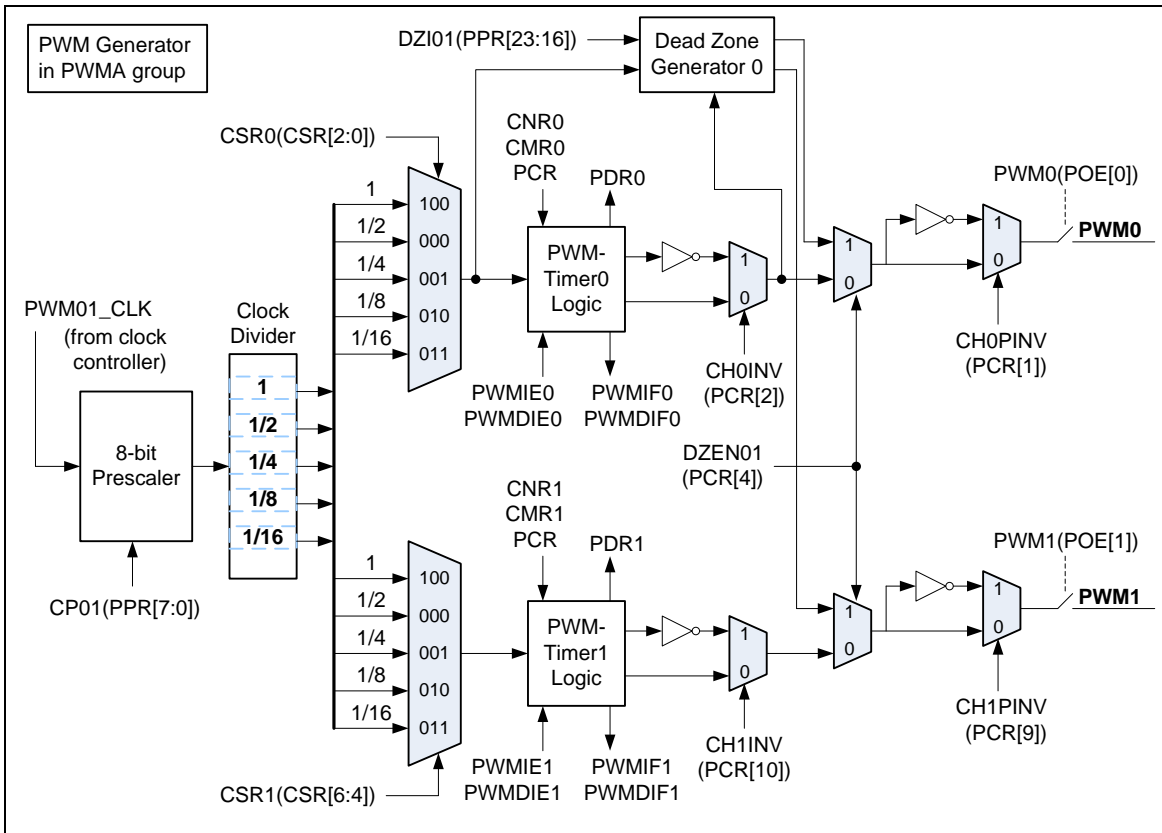 PWM Generator
in PWMA group
DZI01(PPR[23:16])
Dead Zone
Generator 0
CSR0(CSR[2:0])
CNR0
CMR0
PCR
PDR0
1
1/2
1/4
1/8
1/16
100
000
001
010
011
PWM-
Timer0
Logic
PWMIE0
PWMDIE0
PWMIF0
PWMDIF0
1
0
CH0INV
(PCR[2])
1
0
PWM0(POE[0])
1
0
PWM0
CH0PINV
(PCR[1])
PWM01_CLK
(from clock
controller)
Clock
Divider
8-bit
Prescaler
1
1/2
1/4
1/8
1/16
CP01(PPR[7:0])
DZEN01
(PCR[4])
CNR1
CMR1
PCR
PDR1
1
1/2
1/4
1/8
1/16
100
000
001
010
011
PWM-
Timer1
Logic
PWMIE1
PWMDIE1
PWMIF1
PWMDIF1
1
0
CH1INV
(PCR[10])
1
0
PWM1(POE[1])
1
0
PWM1
CH1PINV
(PCR[9])
CSR1(CSR[6:4])